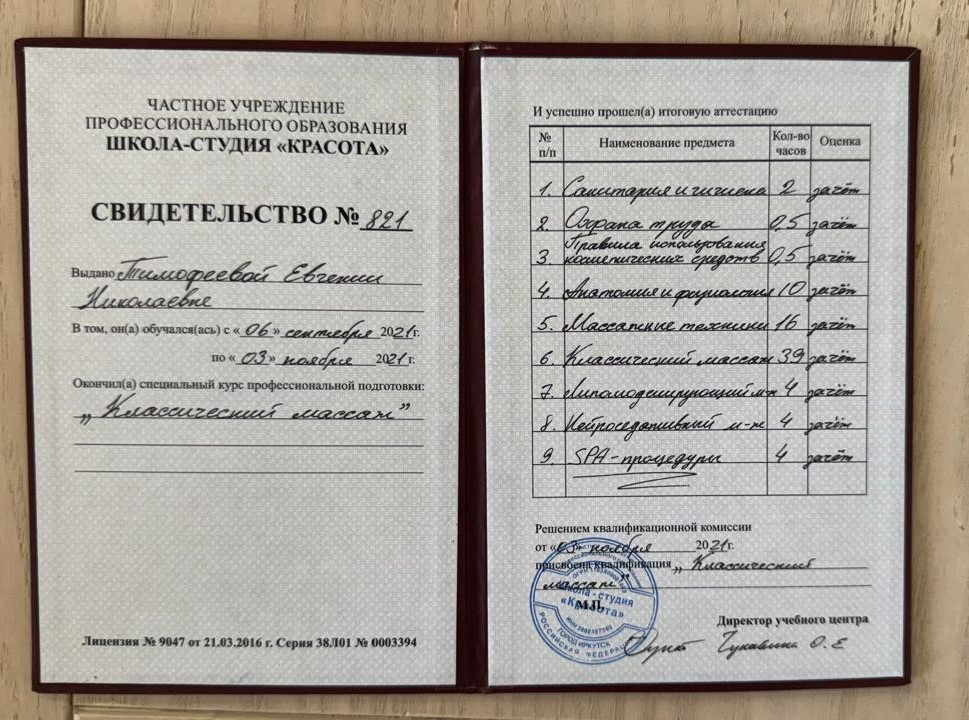 ЧАСТНОЕ УЧРЕЖДЕНИЕ
ПРОФЕССИОНАЛЬНОГО ОБРАЗОВАНИЯ
ШКОЛА-СТУДИЯ «КРАСОТА»
СВИДЕТЕЛЬСТВО № 821
Выдано Тимофеевой Евгении
Николаевне
В том, он(а) обучался(ась) с « 06 » сентября 2021 г.
по « 03 » ноября 2021 г.
Окончил(а) специальный курс профессиональной подготовки:
„Классический массаж"
Лицензия № 9047 от 21.03.2016 г. Серия 38Л01 № 0003394
И успешно прошел(а) итоговую аттестацию
№ п/п Наименование предмета Кол-во часов Оценка
1. Санитария и гигиена 2 зачёт
2. Охрана труда 0,5 зачёт
3. Правила использования косметических средств 0,5 зачёт
4. Анатомия и физиология 10 зачёт
5. Массажные техники 16 зачёт
6. Классический массаж 39 зачёт
7. Липомоделирующий м-ж 4 зачёт
8. Нейроседативный м-ж 4 зачёт
9. SPA-процедуры 4 зачёт
Решением квалификационной комиссии
от «03» ноября 2021 г.
присвоена квалификация „Классический
массаж"
М.П.
Школа - студия
«Красота»
ГОРОД ИРКУТСК
РОССИЙСКАЯ ФЕДЕРАЦИЯ
Директор учебного центра
О.Е